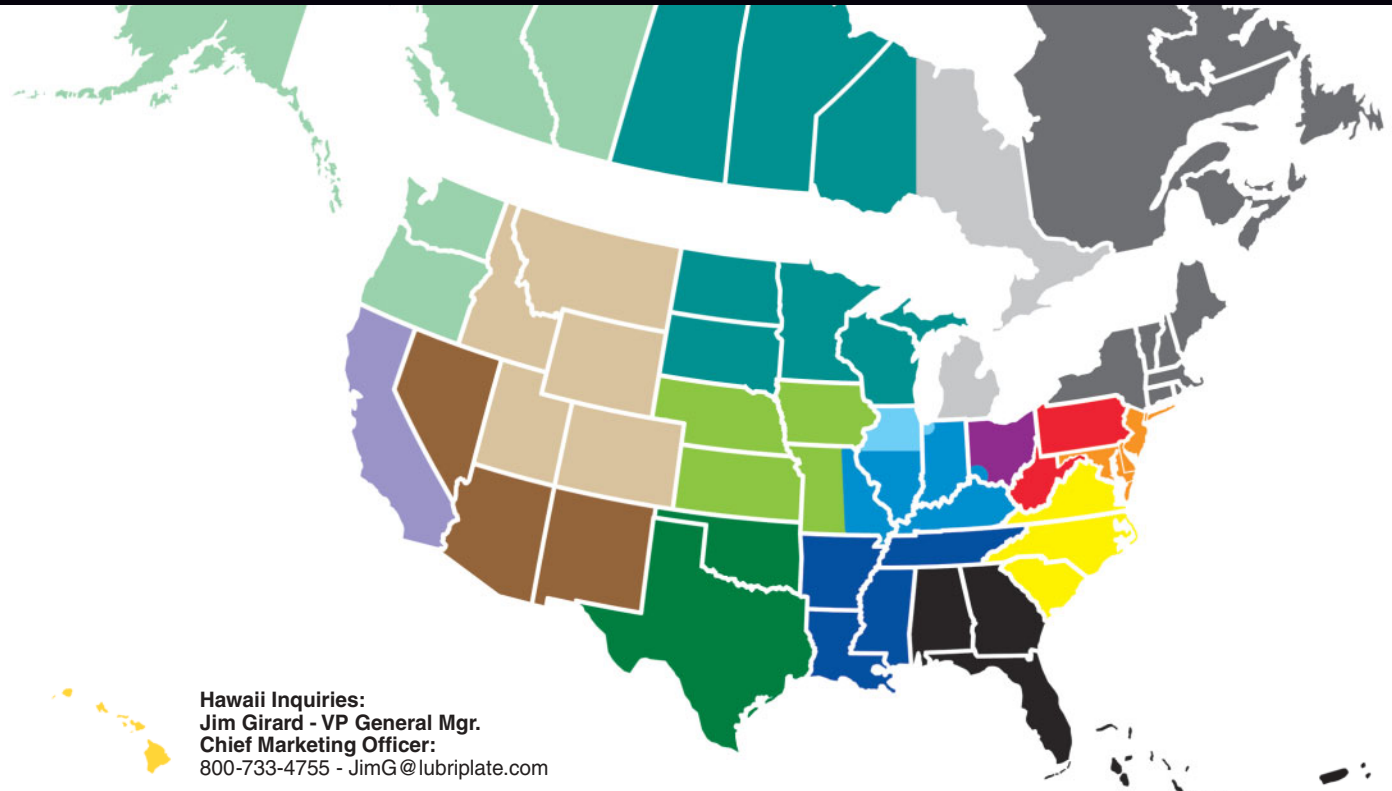 Hawaii Inquiries:
Jim Girard - VP General Mgr.
Chief Marketing Officer:
800-733-4755 - JimG@lubriplate.com